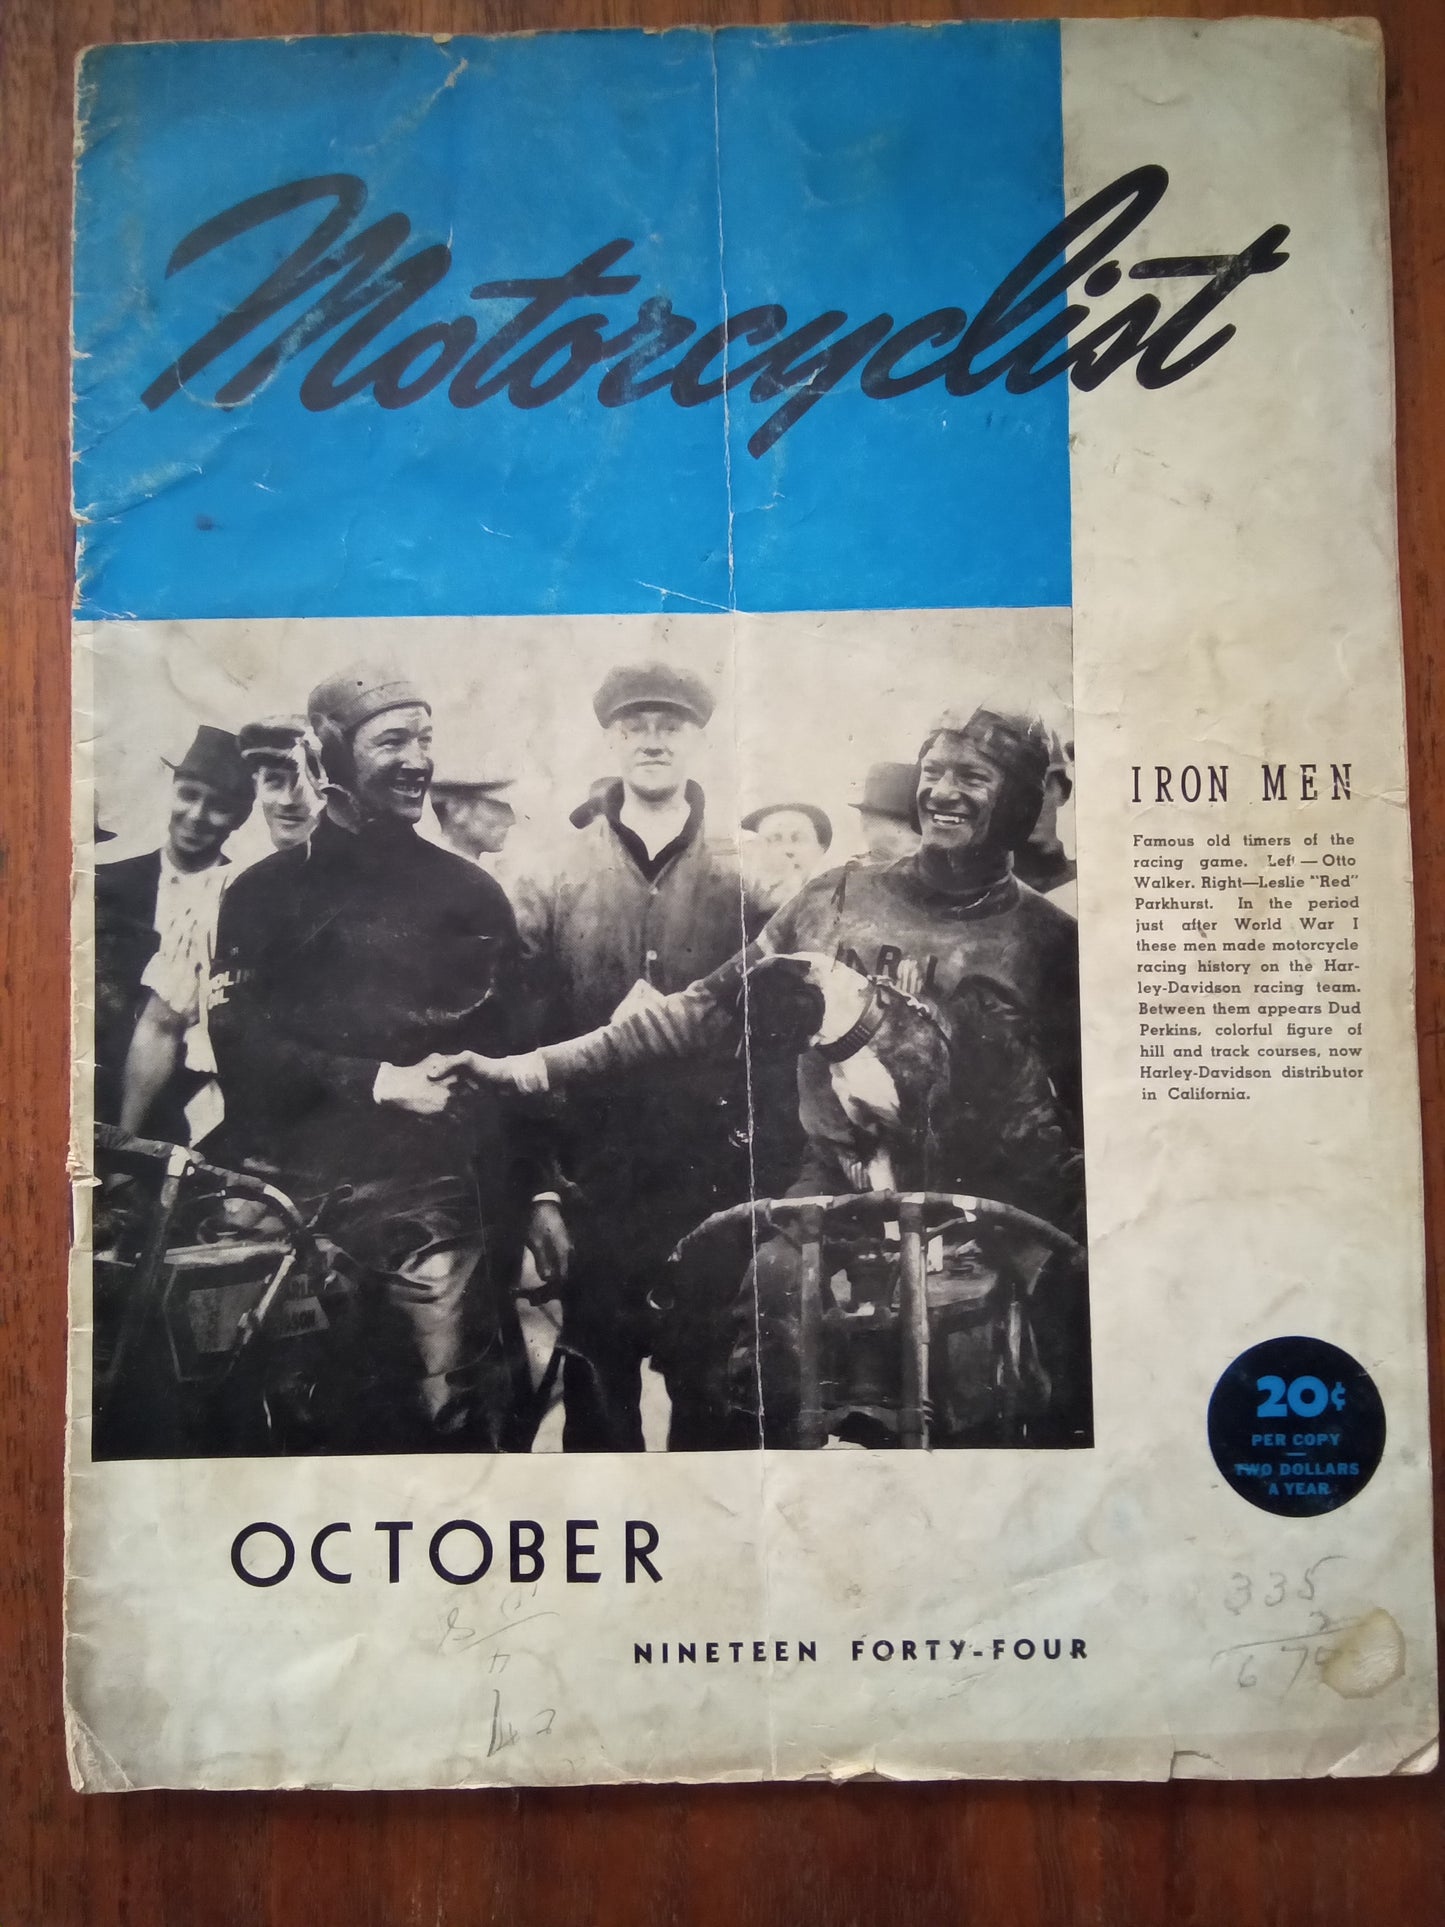 Motorcyclist
IRON MEN
Famous old timers of the
racing game. Left — Otto
Walker. Right—Leslie "Red"
Parkhurst. In the period
just after World War I
these men made motorcycle
racing history on the Har-
ley-Davidson racing team.
Between them appears Dud
Perkins, colorful figure of
hill and track courses, now
Harley-Davidson distributor
in California.
20¢
PER COPY
TWO DOLLARS
A YEAR
OCTOBER
NINETEEN FORTY-FOUR
335
2